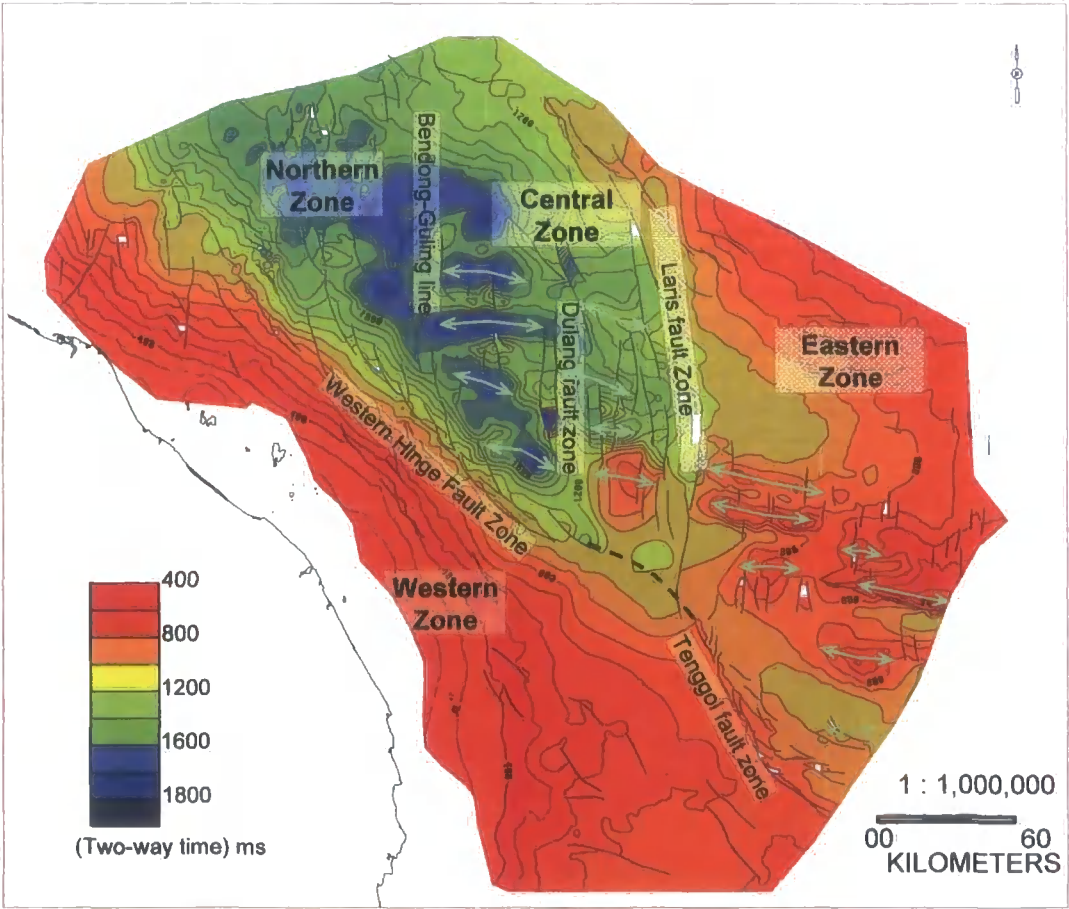 Northern
Zone
Bendong-Guling line
Central
Zone
1200
Laris fault Zone
Dulang fault zone
Eastern
Zone
Western Hinge Fault Zone
Western
Zone
Tenggol fault zone
400
800
1200
1600
1800
(Two-way time) ms
1 : 1,000,000
00
60
KILOMETERS